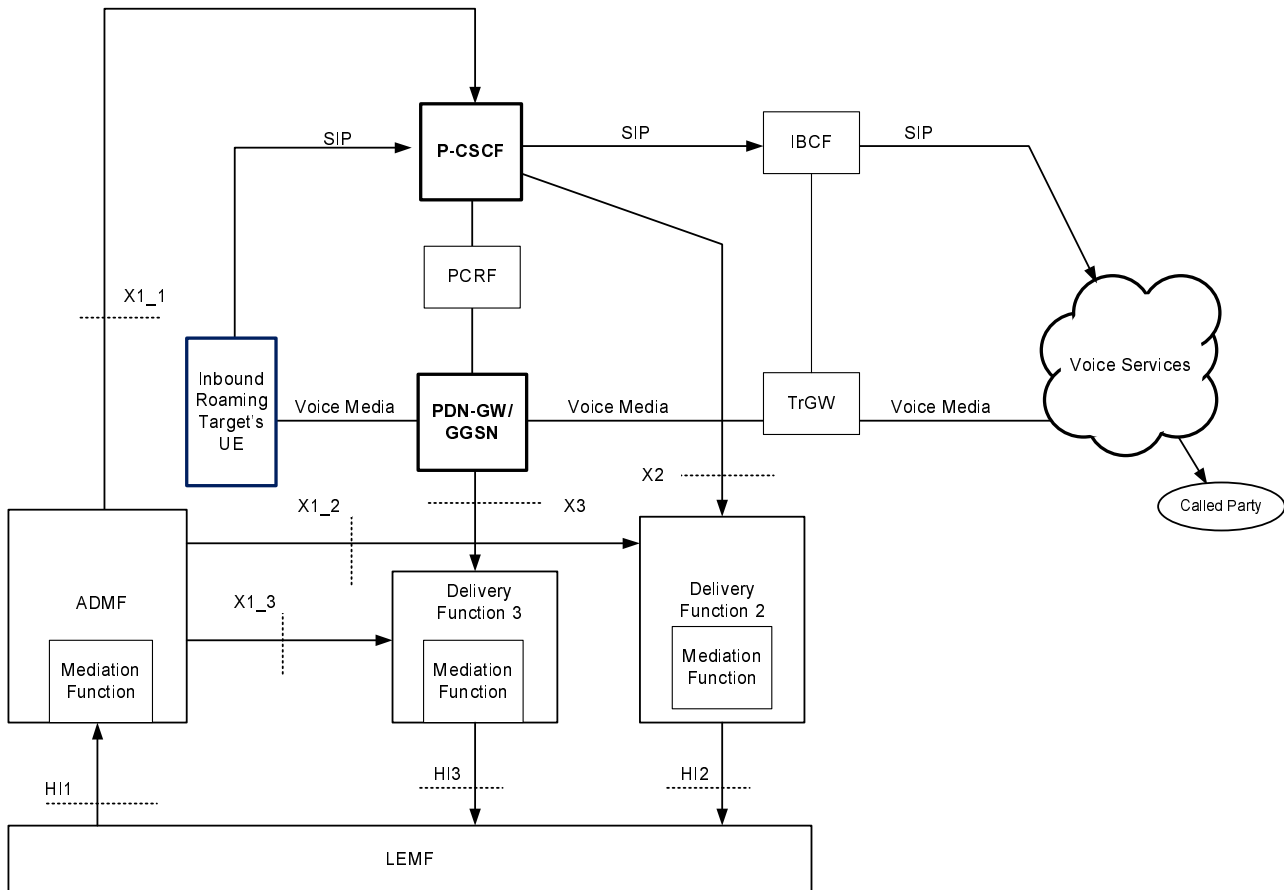 SIP
P-CSCF
SIP
IBCF
SIP
PCRF
X1_1
Inbound
Roaming
Target's
UE
Voice Media
PDN-GW/
GGSN
Voice Media
TrGW
Voice Media
Voice Services
X2
Called Party
X1_2
X3
ADMF
Mediation
Function
X1_3
Delivery
Function 3
Mediation
Function
Delivery
Function 2
Mediation
Function
HI1
HI3
HI2
LEMF